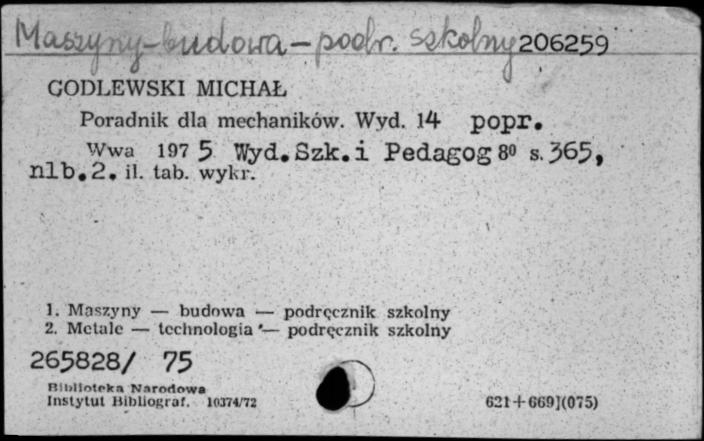 Maszyny-budowa-podr. szkolny 206259
GODLEWSKI MICHAŁ
Poradnik dla mechaników. Wyd. 14 popr.
Wwa 1975 Wyd.Szk.i Pedagog 8⁰ s.365,
nlb.2. il. tab. wykr.
1. Maszyny — budowa — podręcznik szkolny
2. Metale — technologia — podręcznik szkolny
265828/ 75
Biblioteka Narodowa
Instytut Bibliograf. 10374/72
621+669](075)